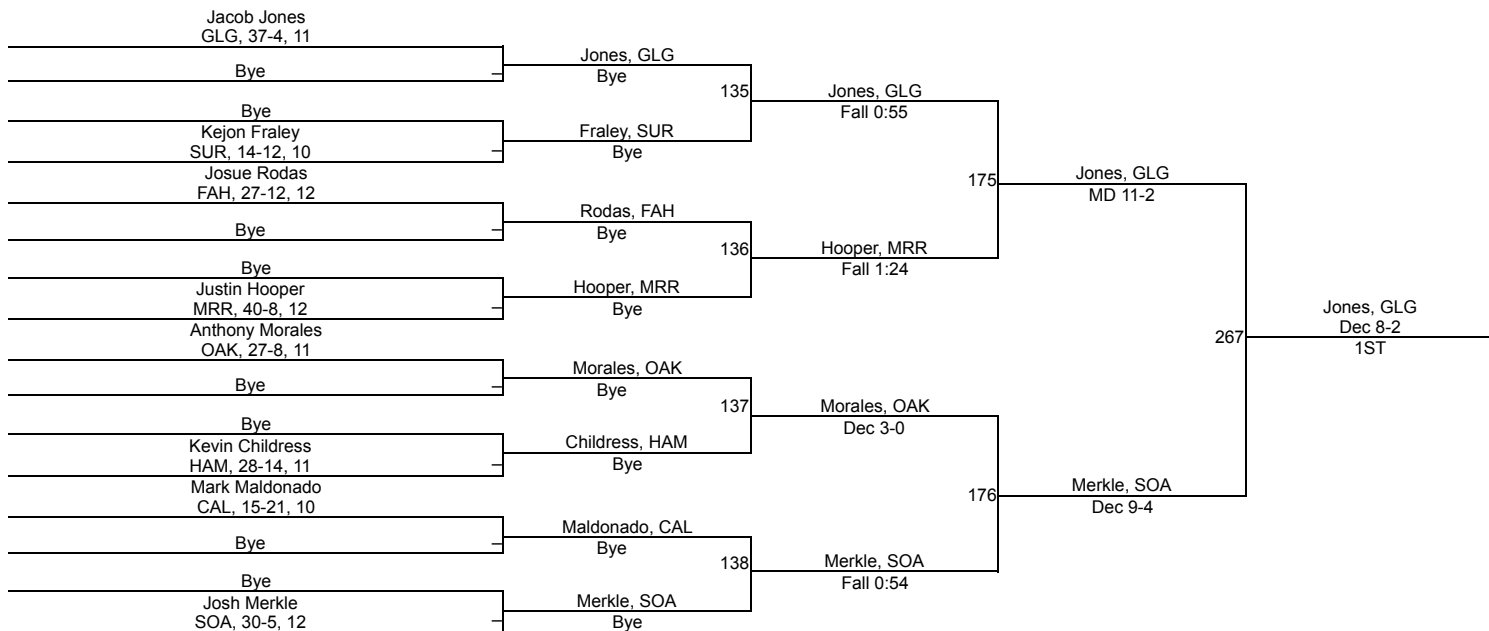 Jacob Jones
GLG, 37-4, 11
Bye
Bye
Kejon Fraley
SUR, 14-12, 10
Josue Rodas
FAH, 27-12, 12
Bye
Bye
Justin Hooper
MRR, 40-8, 12
Anthony Morales
OAK, 27-8, 11
Bye
Bye
Kevin Childress
HAM, 28-14, 11
Mark Maldonado
CAL, 15-21, 10
Bye
Bye
Josh Merkle
SOA, 30-5, 12
Jones, GLG
Bye
Fraley, SUR
Bye
Rodas, FAH
Bye
Hooper, MRR
Bye
Morales, OAK
Bye
Childress, HAM
Bye
Maldonado, CAL
Bye
Merkle, SOA
Bye
135
136
137
138
Jones, GLG
Fall 0:55
Hooper, MRR
Fall 1:24
Morales, OAK
Dec 3-0
Merkle, SOA
Fall 0:54
175
176
Jones, GLG
MD 11-2
Merkle, SOA
Dec 9-4
267
Jones, GLG
Dec 8-2
1ST